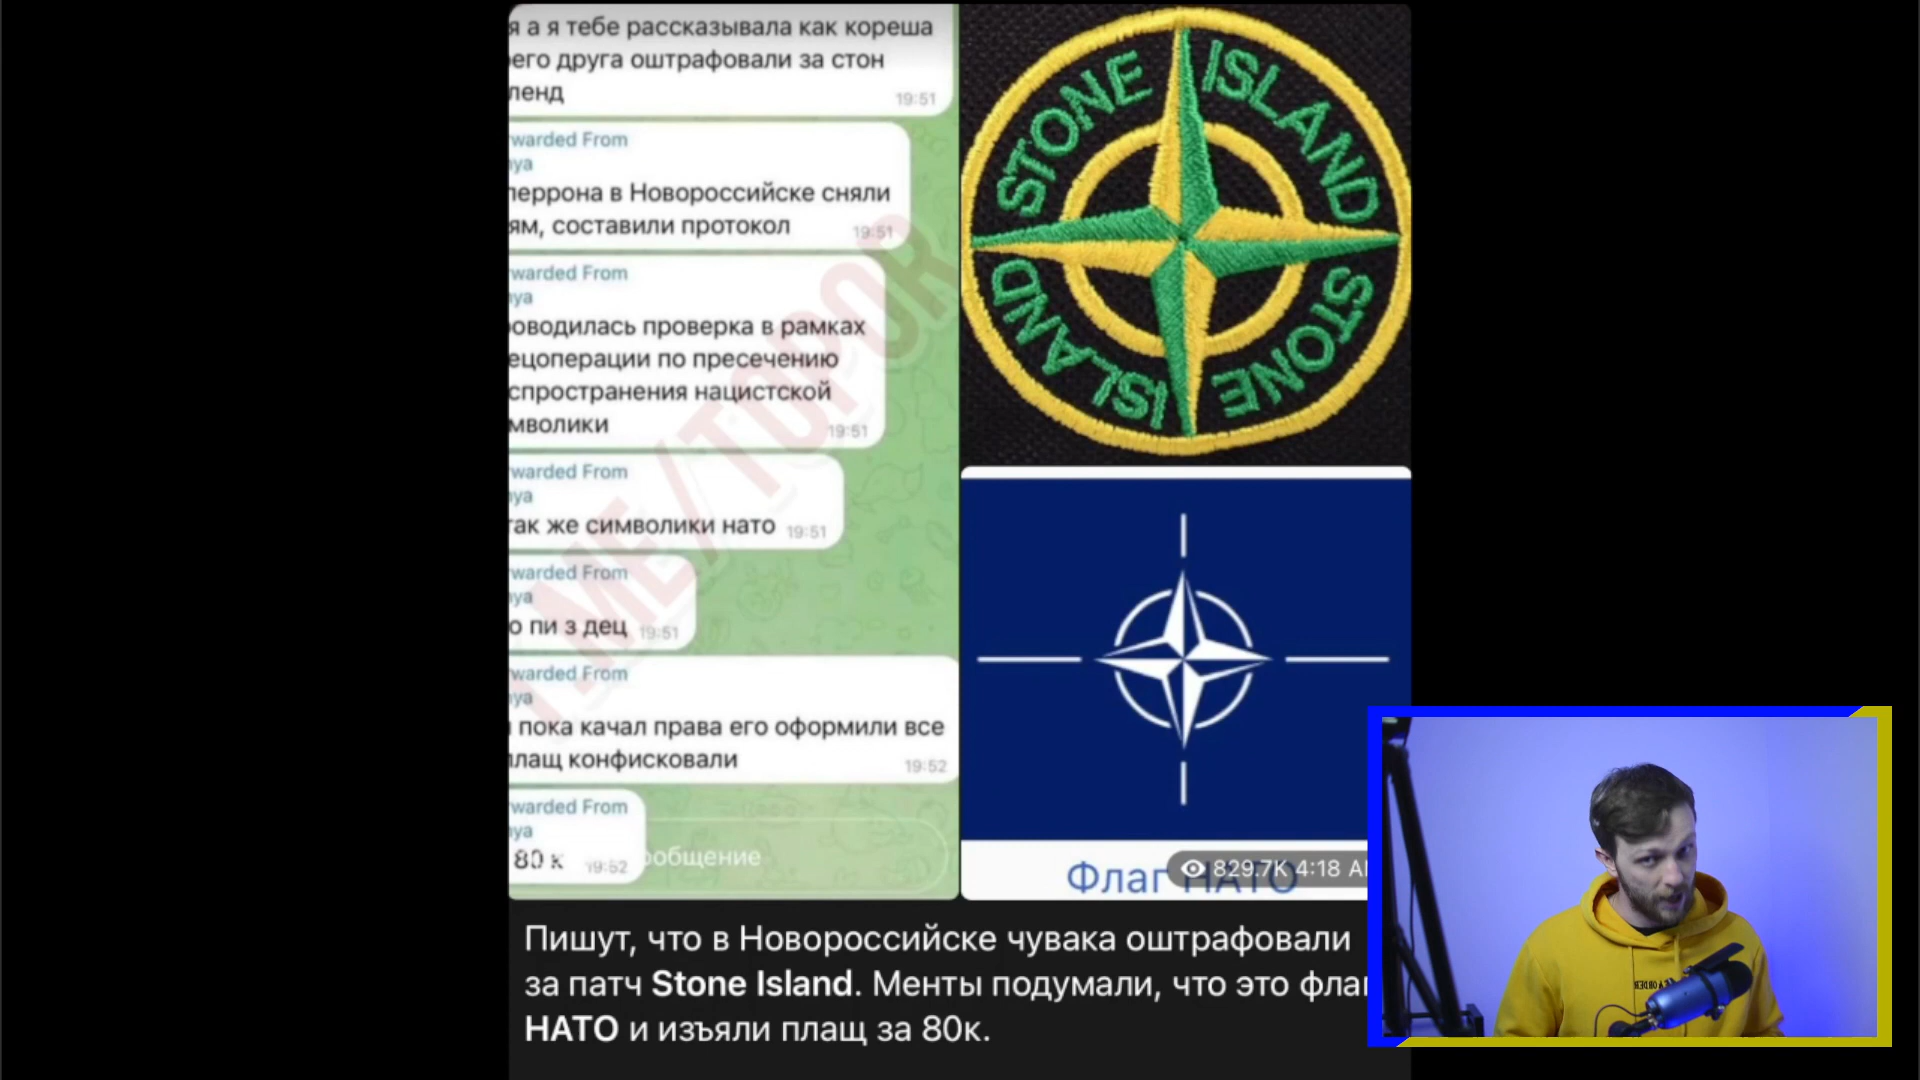 я а я тебе рассказывала как кореша
его друга оштрафовали за стон
ленд
19:51
warded From
ya
перрона в Новороссийске сняли
ям, составили протокол
19:51
warded From
ya
оводилась проверка в рамках
ецоперации по пресечению
спространения нацистской
мволики
19:51
warded From
ya
так же символики нато 19:51
warded From
ya
о пи з дец 19:51
warded From
ya
пока качал права его оформили все
плащ конфисковали
19:52
warded From
ya
80 к 19:52
ообщение
.ME/TOPOR
STONE ISLAND
STONE ISLAND
Флаг НАТО
829.7K 4:18 AM
Пишут, что в Новороссийске чувака оштрафовали
за патч Stone Island. Менты подумали, что это флаг
НАТО и изъяли плащ за 80к.